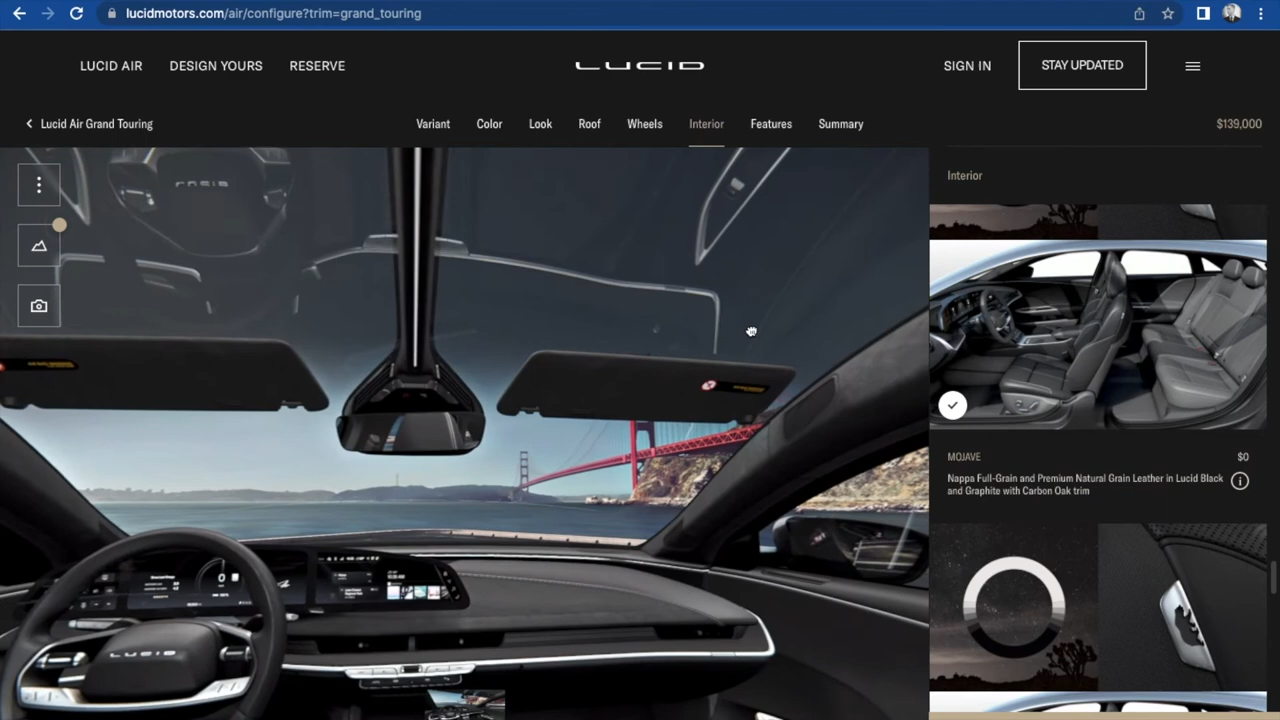 lucidmotors.com/air/configure?trim=grand_touring
LUCID AIR DESIGN YOURS RESERVE LUCID SIGN IN STAY UPDATED
Lucid Air Grand Touring Variant Color Look Roof Wheels Interior Features Summary $139,000
Interior
MOJAVE $0
Nappa Full-Grain and Premium Natural Grain Leather in Lucid Black
and Graphite with Carbon Oak trim
LUCID